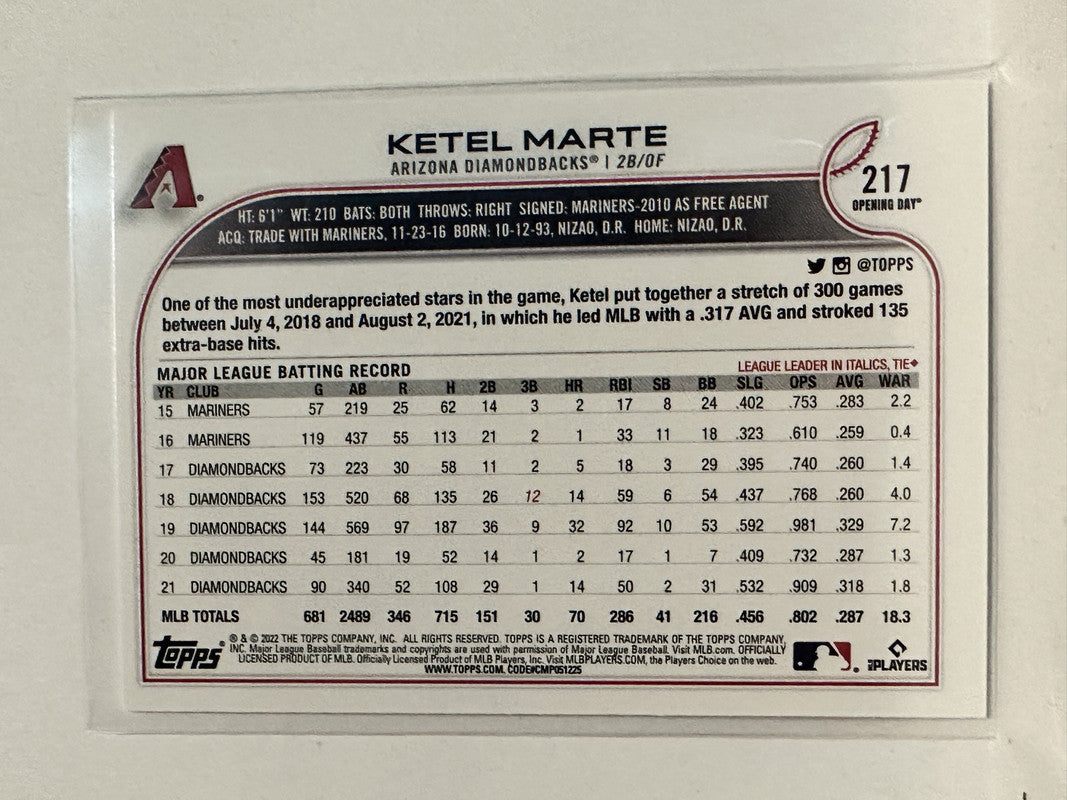 KETEL MARTE
ARIZONA DIAMONDBACKS® | 2B/OF
217
OPENING DAY®
HT: 6'1" WT: 210 BATS: BOTH THROWS: RIGHT SIGNED: MARINERS-2010 AS FREE AGENT
ACQ: TRADE WITH MARINERS, 11-23-16 BORN: 10-12-93, NIZAO, D.R. HOME: NIZAO, D.R.
@TOPPS
One of the most underappreciated stars in the game, Ketel put together a stretch of 300 games
between July 4, 2018 and August 2, 2021, in which he led MLB with a .317 AVG and stroked 135
extra-base hits.
MAJOR LEAGUE BATTING RECORD LEAGUE LEADER IN ITALICS, TIE◆
YR CLUB G AB R H 2B 3B HR RBI SB BB SLG OPS AVG WAR
15 MARINERS 57 219 25 62 14 3 2 17 8 24 .402 .753 .283 2.2
16 MARINERS 119 437 55 113 21 2 1 33 11 18 .323 .610 .259 0.4
17 DIAMONDBACKS 73 223 30 58 11 2 5 18 3 29 .395 .740 .260 1.4
18 DIAMONDBACKS 153 520 68 135 26 12 14 59 6 54 .437 .768 .260 4.0
19 DIAMONDBACKS 144 569 97 187 36 9 32 92 10 53 .592 .981 .329 7.2
20 DIAMONDBACKS 45 181 19 52 14 1 2 17 1 7 .409 .732 .287 1.3
21 DIAMONDBACKS 90 340 52 108 29 1 14 50 2 31 .532 .909 .318 1.8
MLB TOTALS 681 2489 346 715 151 30 70 286 41 216 .456 .802 .287 18.3
TOPPS®
® & © 2022 THE TOPPS COMPANY, INC. ALL RIGHTS RESERVED. TOPPS IS A REGISTERED TRADEMARK OF THE TOPPS COMPANY,
INC. Major League Baseball trademarks and copyrights are used with permission of Major League Baseball. Visit MLB.com. OFFICIALLY
LICENSED PRODUCT OF MLB. Officially Licensed Product of MLB Players, Inc. Visit MLBPLAYERS.COM, the Players Choice on the web.
WWW.TOPPS.COM. CODE#CMP051225
MLB PLAYERS